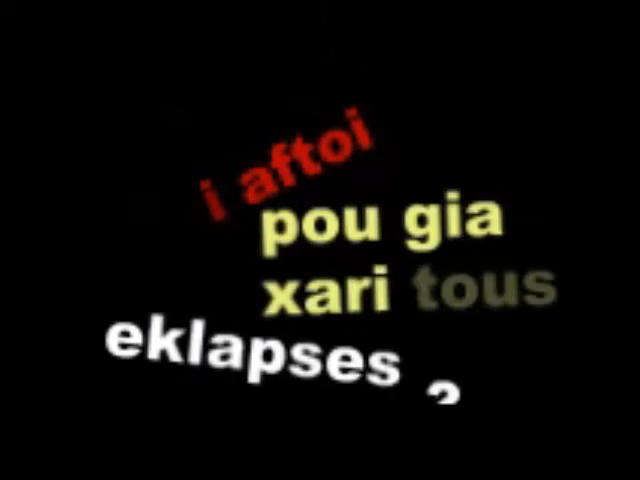 i aftoi
pou gia
xari tous
eklapses ?